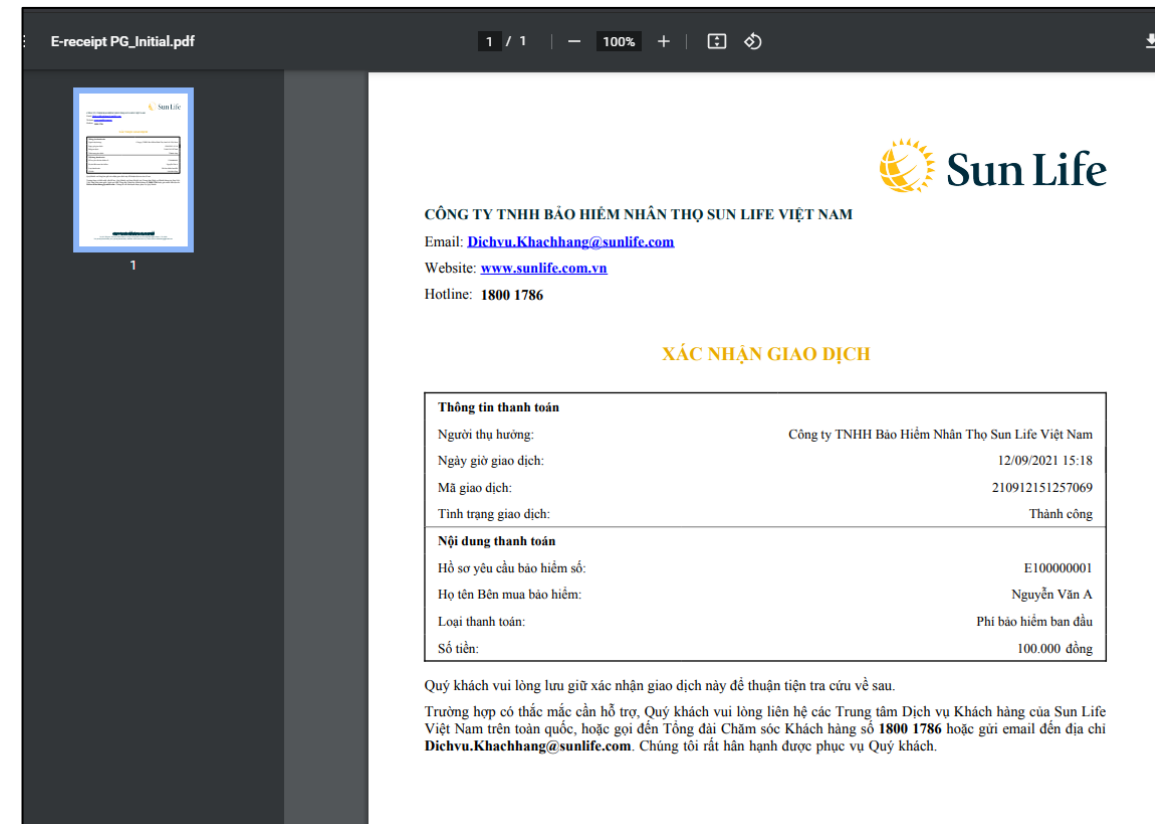 E-receipt PG_Initial.pdf
1 / 1
100%
1
Sun Life
CÔNG TY TNHH BẢO HIỂM NHÂN THỌ SUN LIFE VIỆT NAM
Email: Dichvu.Khachhang@sunlife.com
Website: www.sunlife.com.vn
Hotline: 1800 1786
XÁC NHẬN GIAO DỊCH
Thông tin thanh toán
Người thụ hưởng: Công ty TNHH Bảo Hiểm Nhân Thọ Sun Life Việt Nam
Ngày giờ giao dịch: 12/09/2021 15:18
Mã giao dịch: 210912151257069
Tình trạng giao dịch: Thành công
Nội dung thanh toán
Hồ sơ yêu cầu bảo hiểm số: E100000001
Họ tên Bên mua bảo hiểm: Nguyễn Văn A
Loại thanh toán: Phí bảo hiểm ban đầu
Số tiền: 100.000 đồng
Quý khách vui lòng lưu giữ xác nhận giao dịch này để thuận tiện tra cứu về sau.
Trường hợp có thắc mắc cần hỗ trợ, Quý khách vui lòng liên hệ các Trung tâm Dịch vụ Khách hàng của Sun Life
Việt Nam trên toàn quốc, hoặc gọi đến Tổng đài Chăm sóc Khách hàng số 1800 1786 hoặc gửi email đến địa chỉ
Dichvu.Khachhang@sunlife.com. Chúng tôi rất hân hạnh được phục vụ Quý khách.